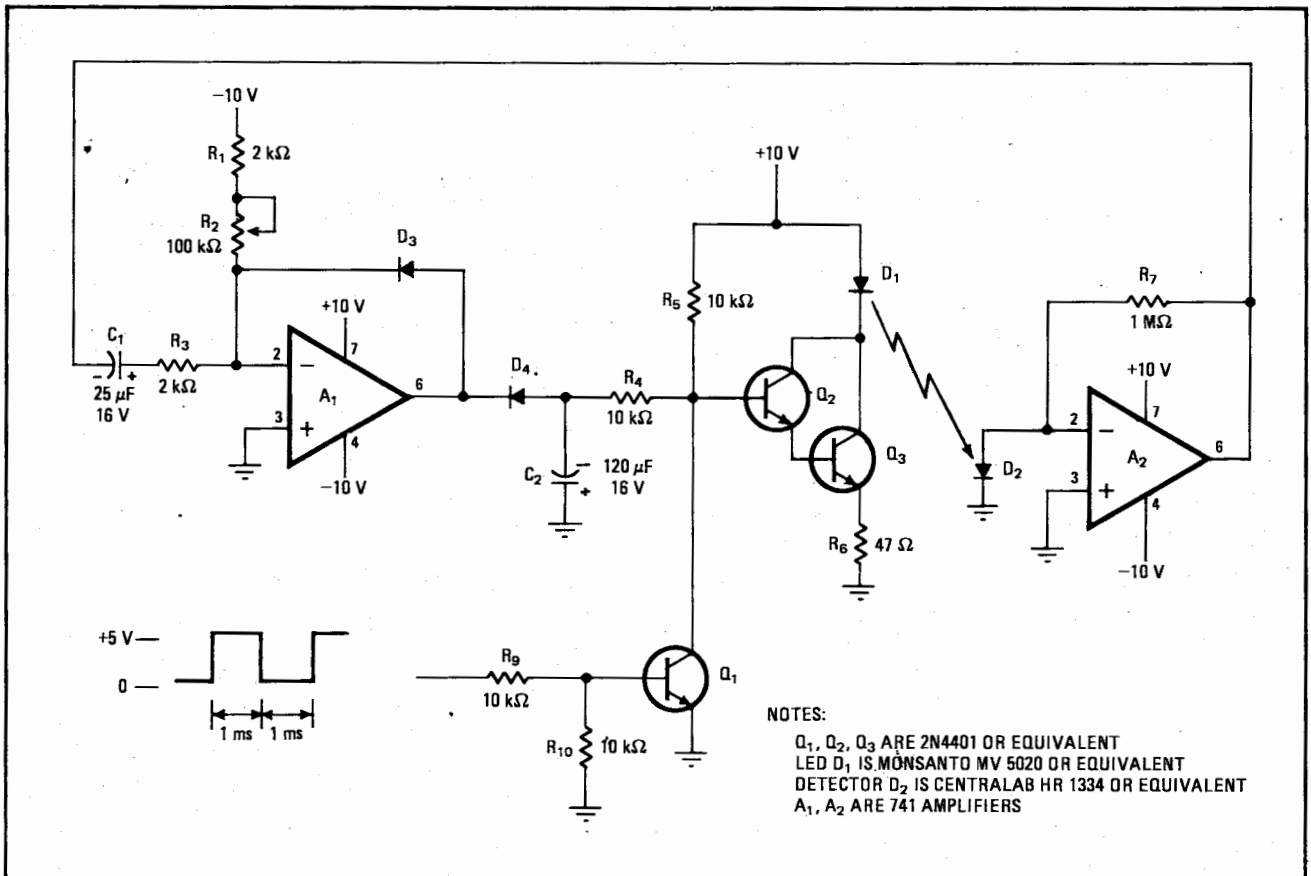 −10 V
R1 2 kΩ
R2
100 kΩ
D3
+10 V
C1
− +
25 μF
16 V
R3
2 kΩ
2
−
7
A1
6
3
+
4
−10 V
D4
R4
10 kΩ
C2
−
+
120 μF
16 V
+10 V
R5 10 kΩ
D1
Q2
Q3
R6 47 Ω
R7
1 MΩ
+10 V
D2
2
−
7
A2
6
3
+
4
−10 V
+5 V
0
1 ms 1 ms
R9
10 kΩ
R10 10 kΩ
Q1
NOTES:
Q1, Q2, Q3 ARE 2N4401 OR EQUIVALENT
LED D1 IS MONSANTO MV 5020 OR EQUIVALENT
DETECTOR D2 IS CENTRALAB HR 1334 OR EQUIVALENT
A1, A2 ARE 741 AMPLIFIERS